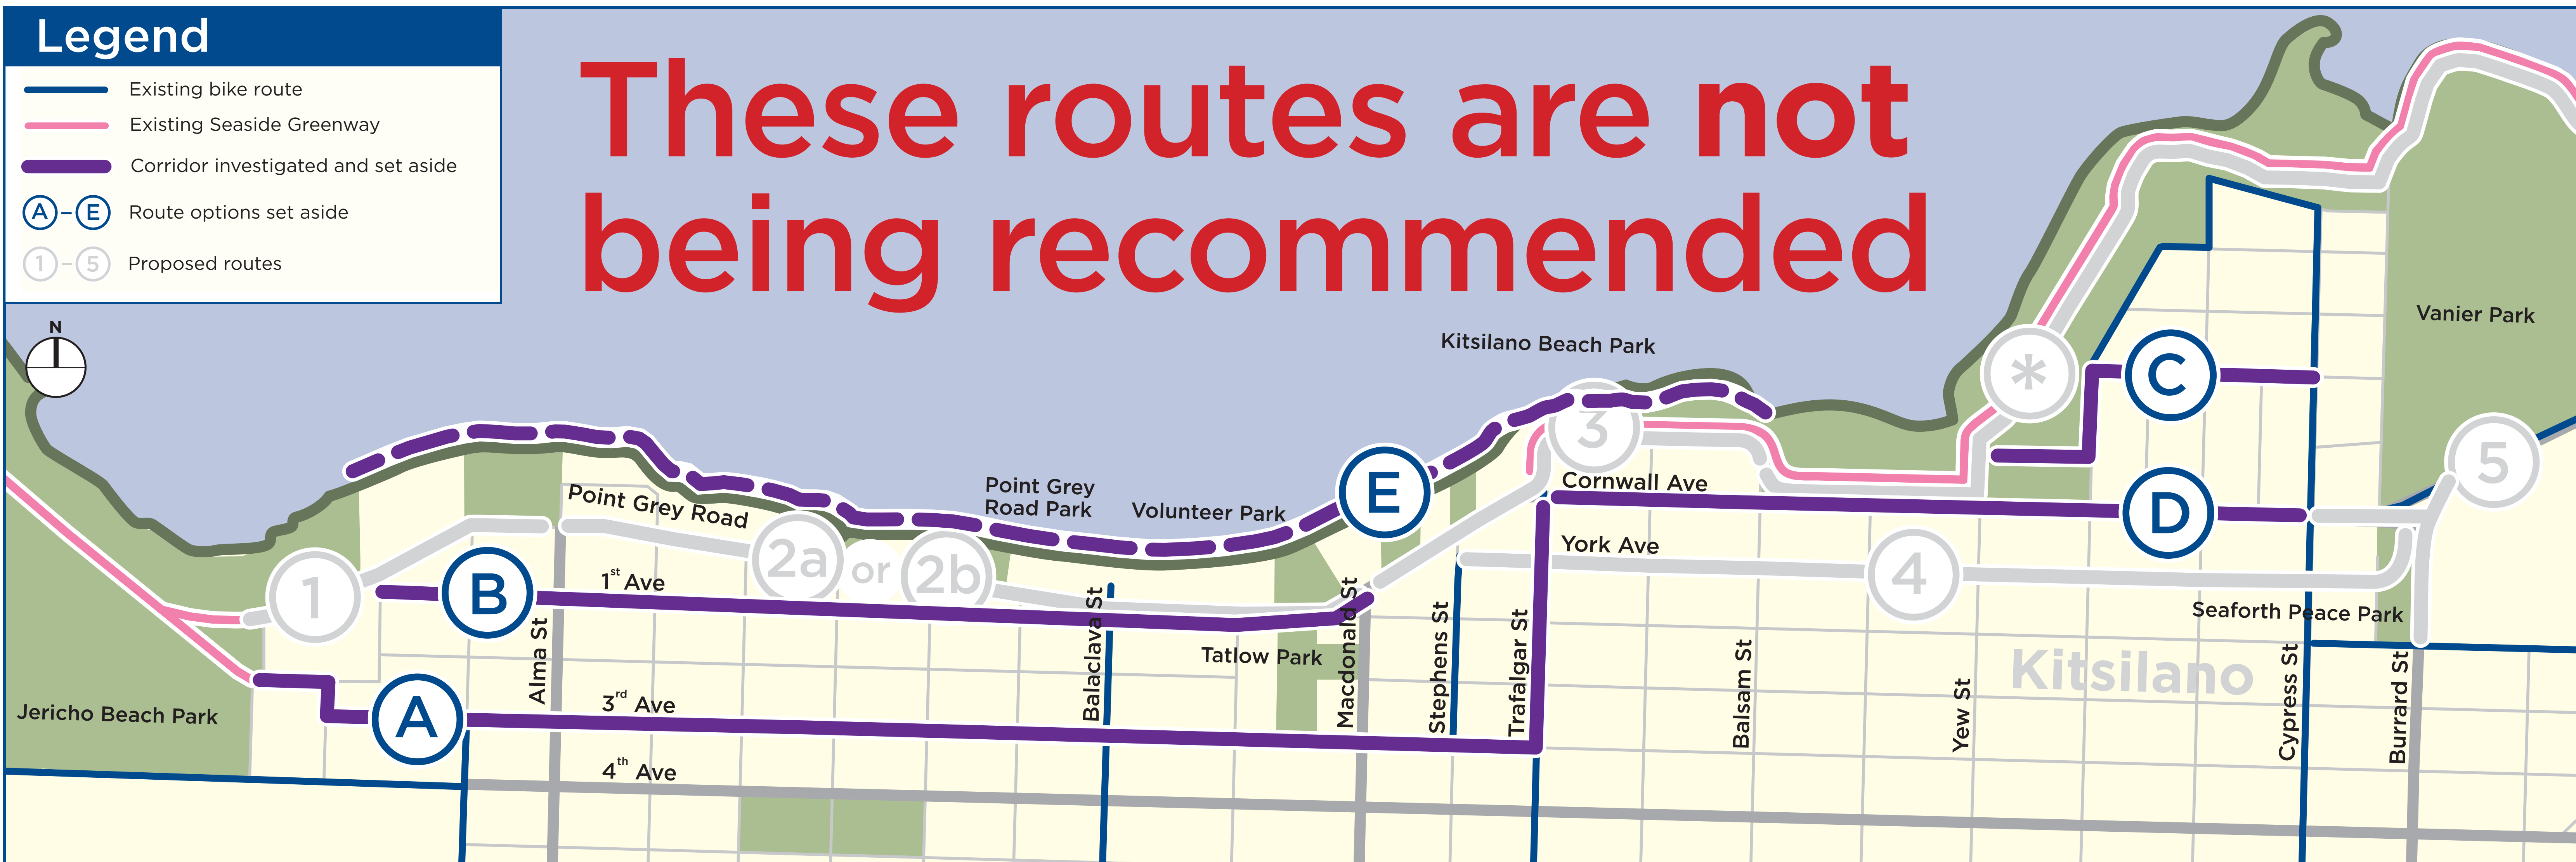 Legend
Existing bike route
Existing Seaside Greenway
Corridor investigated and set aside
A – E Route options set aside
1 – 5 Proposed routes
These routes are not
being recommended
N
Kitsilano Beach Park
Vanier Park
*
C
3
5
E
Cornwall Ave
D
Point Grey Road
Point Grey
Road Park
Volunteer Park
2a or 2b
York Ave
4
1
B
1st Ave
Seaforth Peace Park
Tatlow Park
Kitsilano
Jericho Beach Park
A
3rd Ave
4th Ave
Alma St
Balaclava St
Macdonald St
Stephens St
Trafalgar St
Balsam St
Yew St
Cypress St
Burrard St